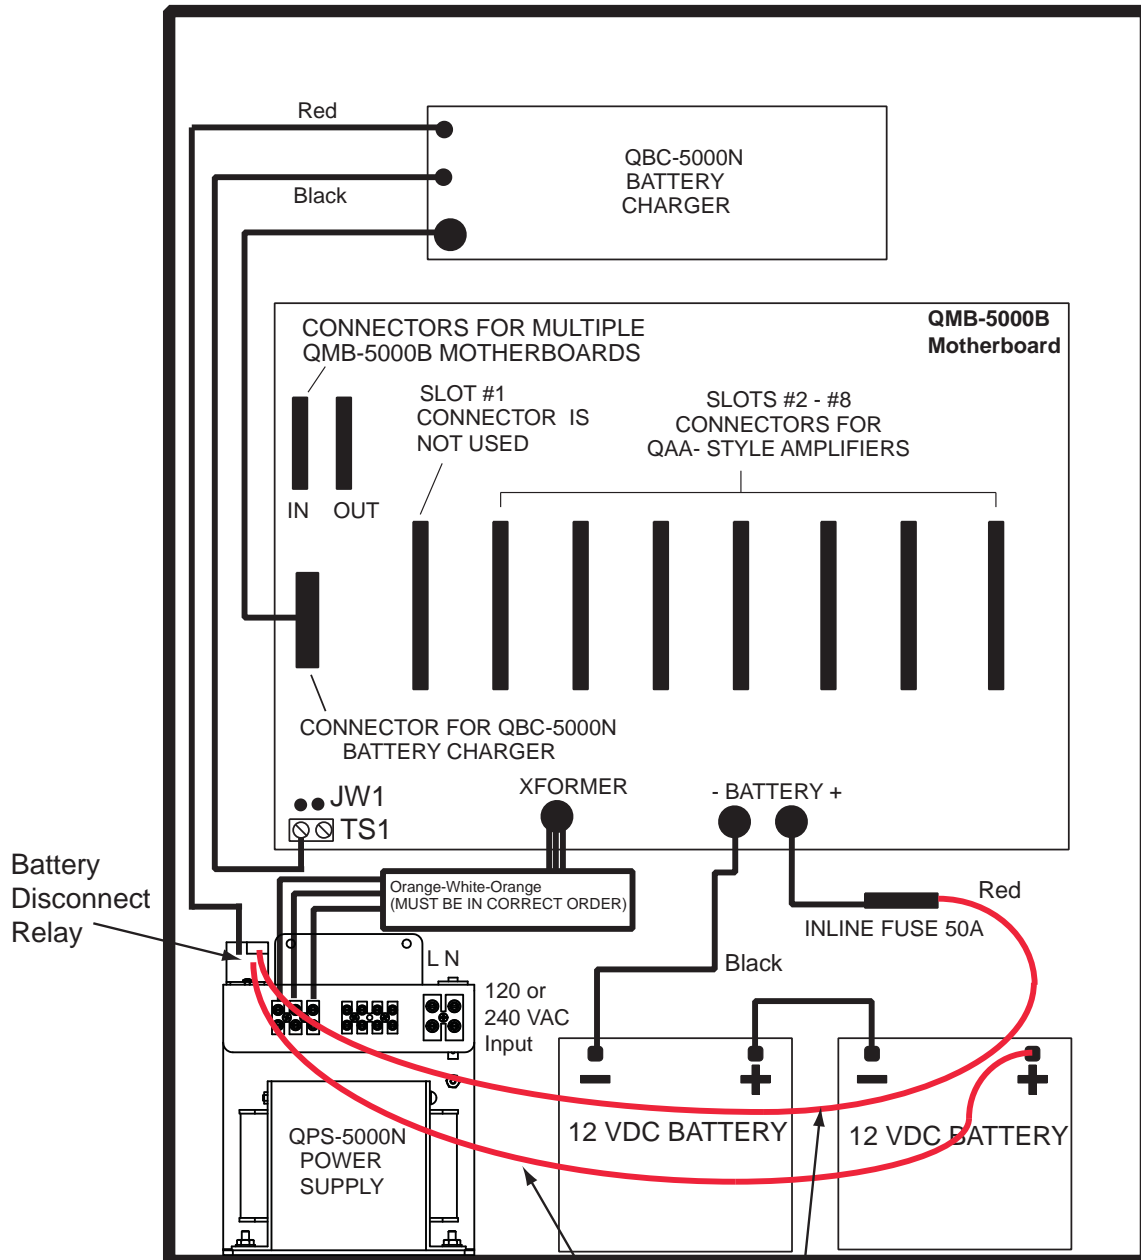 Red
QBC-5000N
BATTERY
CHARGER
Black
QMB-5000B
Motherboard
CONNECTORS FOR MULTIPLE
QMB-5000B MOTHERBOARDS
SLOT #1
CONNECTOR IS
NOT USED
SLOTS #2 - #8
CONNECTORS FOR
QAA- STYLE AMPLIFIERS
IN OUT
CONNECTOR FOR QBC-5000N
BATTERY CHARGER
XFORMER
- BATTERY +
JW1
TS1
Battery
Disconnect
Relay
Orange-White-Orange
(MUST BE IN CORRECT ORDER)
Red
INLINE FUSE 50A
Black
L N
120 or
240 VAC
Input
12 VDC BATTERY
12 VDC BATTERY
QPS-5000N
POWER
SUPPLY